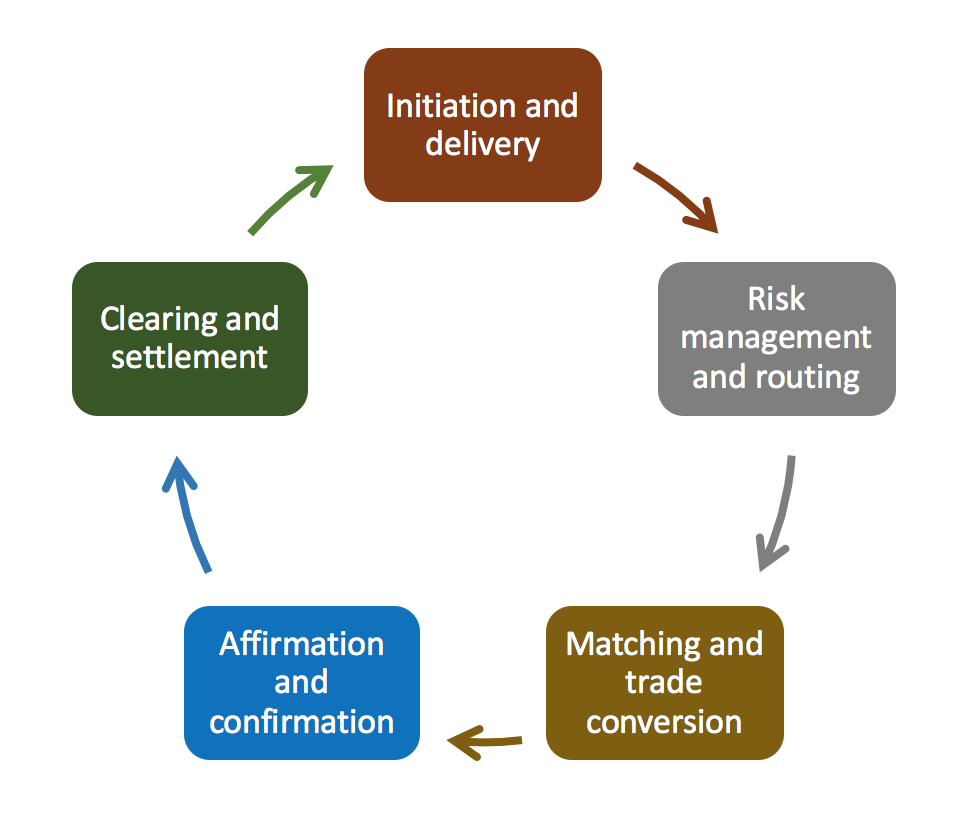 Initiation and
delivery
Risk
management
and routing
Matching and
trade
conversion
Affirmation
and
confirmation
Clearing and
settlement